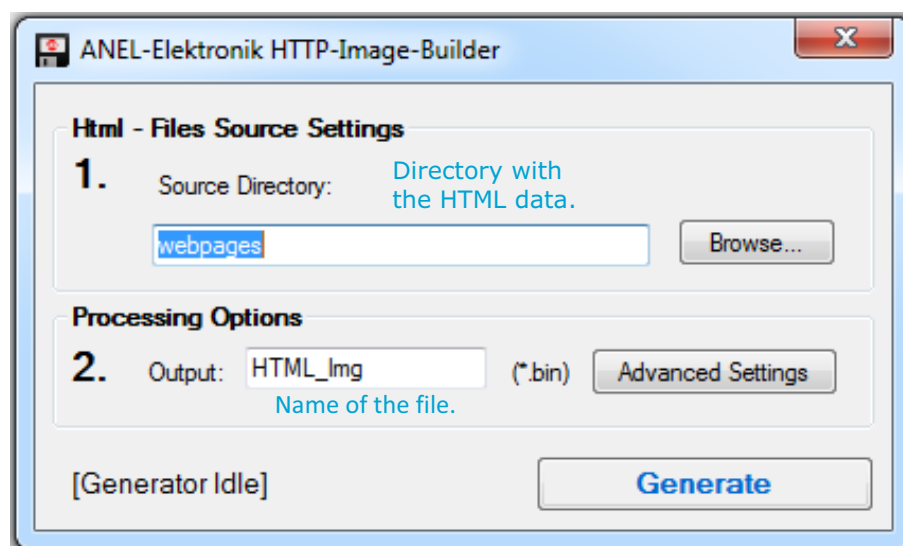 ANEL-Elektronik HTTP-Image-Builder
Html - Files Source Settings
1.
Source Directory:
Directory with
the HTML data.
webpages
Browse...
Processing Options
2.
Output:
HTML_Img
(*.bin)
Advanced Settings
Name of the file.
[Generator Idle]
Generate